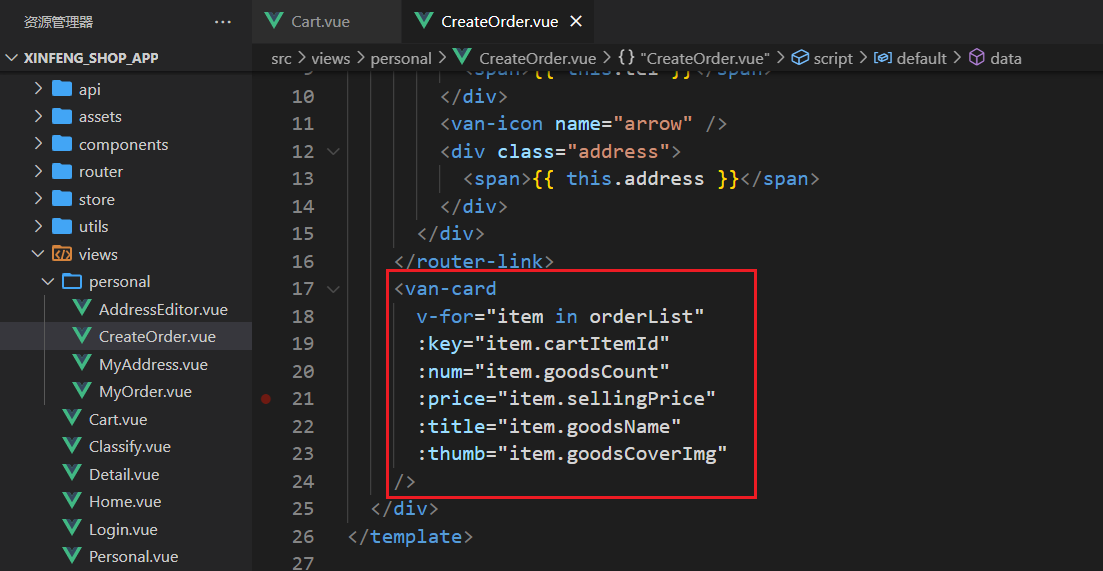 资源管理器 ...
Cart.vue CreateOrder.vue
XINFENG_SHOP_APP
src > views > personal > CreateOrder.vue > {} "CreateOrder.vue" > script > default > data
api
assets
components
router
store
utils
views
personal
AddressEditor.vue
CreateOrder.vue
MyAddress.vue
MyOrder.vue
Cart.vue
Classify.vue
Detail.vue
Home.vue
Login.vue
Personal.vue
9 <span>{{ this.tel }}</span>
10 </div>
11 <van-icon name="arrow" />
12 <div class="address">
13 <span>{{ this.address }}</span>
14 </div>
15 </div>
16 </router-link>
17 <van-card
18 v-for="item in orderList"
19 :key="item.cartItemId"
20 :num="item.goodsCount"
21 :price="item.sellingPrice"
22 :title="item.goodsName"
23 :thumb="item.goodsCoverImg"
24 />
25 </div>
26 </template>
27